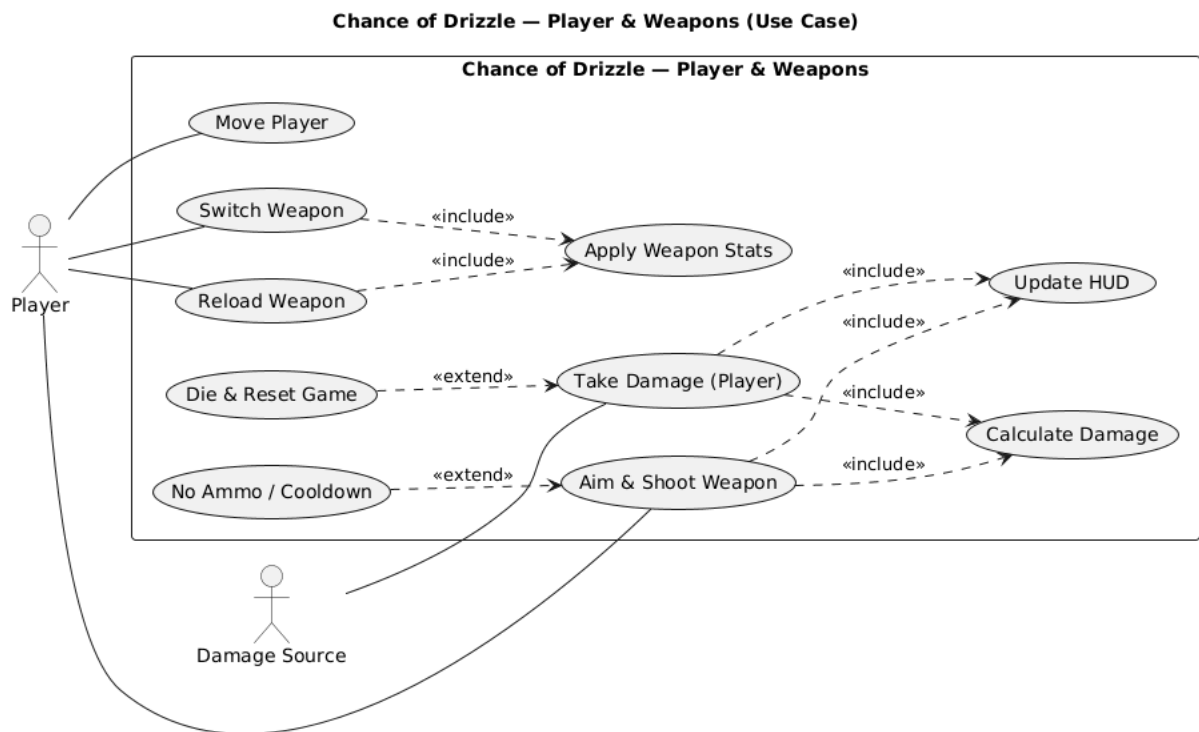 Chance of Drizzle — Player & Weapons (Use Case)
Chance of Drizzle — Player & Weapons
Move Player
Switch Weapon
«include»
Apply Weapon Stats
«include»
Reload Weapon
Player
«include»
Update HUD
«include»
Die & Reset Game
«extend»
Take Damage (Player)
«include»
Calculate Damage
«include»
No Ammo / Cooldown
«extend»
Aim & Shoot Weapon
Damage Source